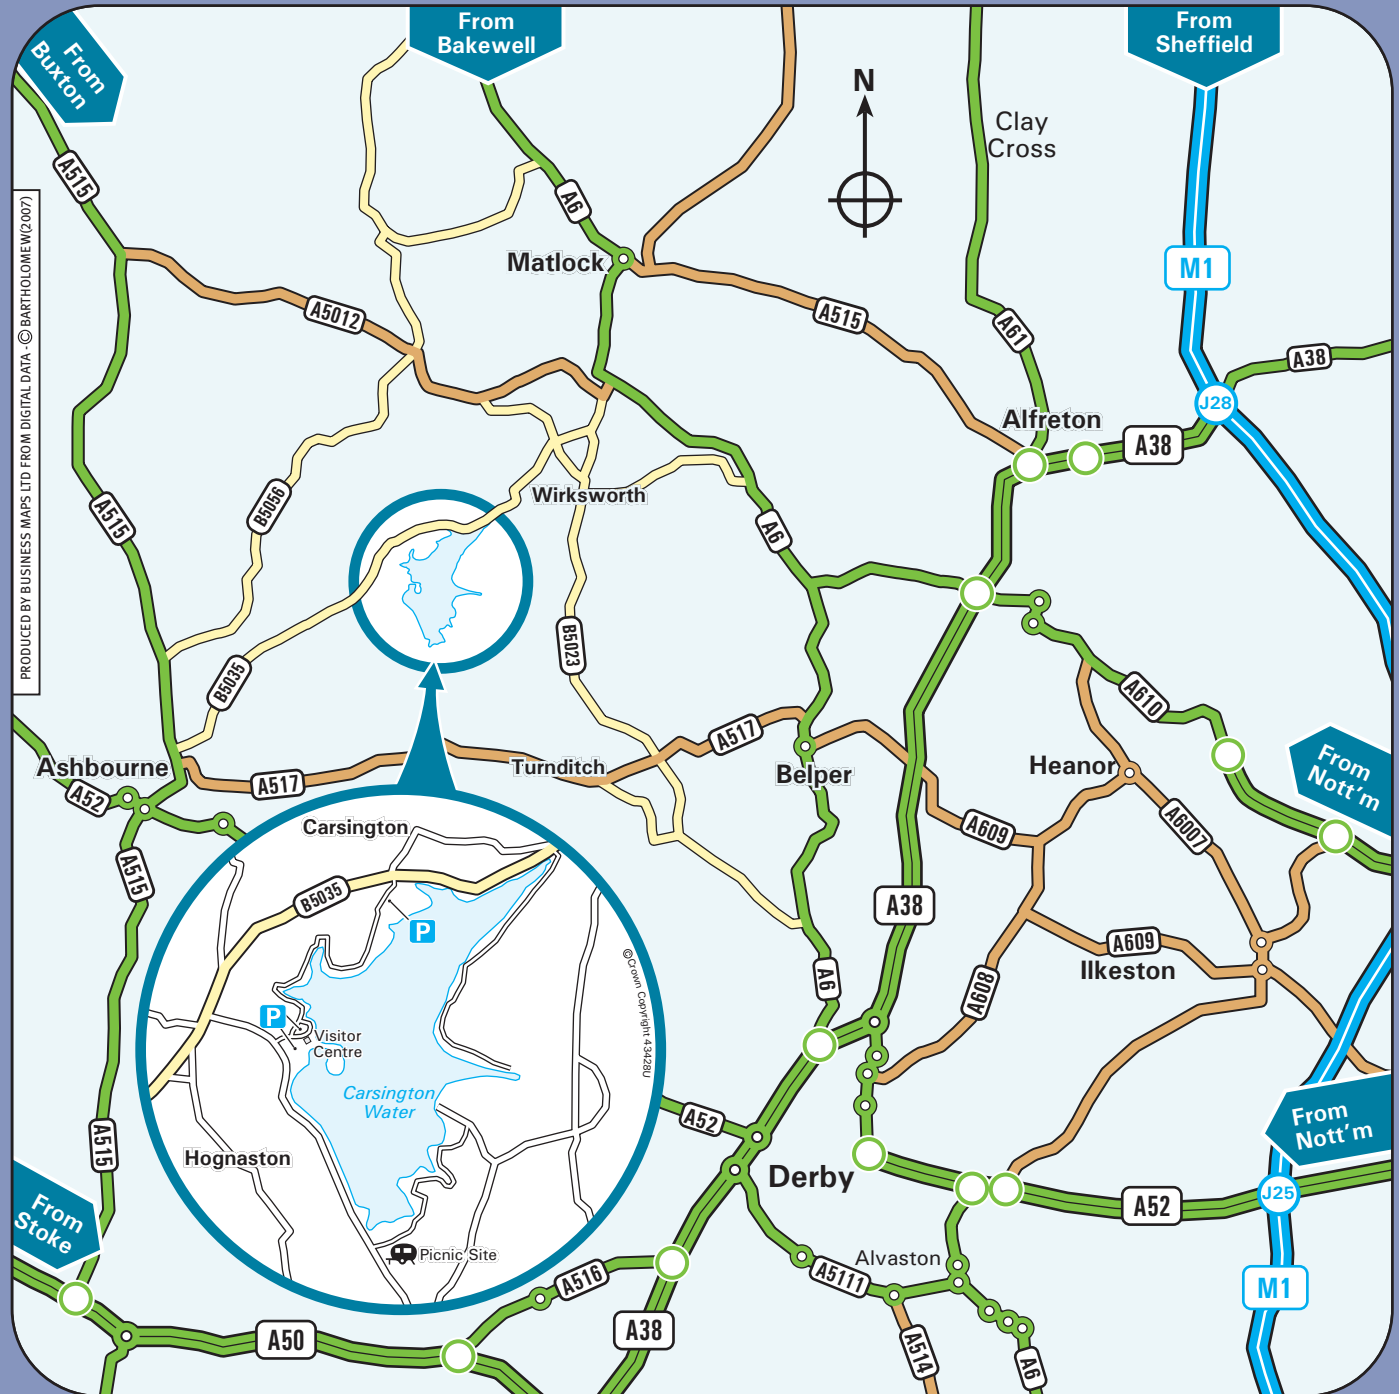 From
Buxton
From
Bakewell
From
Sheffield
N
Clay
Cross
A515
A6
Matlock
M1
A5012
A515
A61
A38
J28
Alfreton
A38
PRODUCED BY BUSINESS MAPS LTD FROM DIGITAL DATA - © BARTHOLOMEW(2007)
B5056
A515
Wirksworth
A6
B5023
B5035
A610
A517
From
Nott'm
Ashbourne
A52
A517
Turnditch
Belper
Heanor
A609
A6007
A515
Carsington
B5035
P
A38
A609
Ilkeston
A6
A608
©Crown Copyright 43428U
P
Visitor
Centre
Carsington
Water
A52
From
Nott'm
A515
Hognaston
Derby
J25
A52
From
Stoke
Picnic Site
Alvaston
A516
A5111
M1
A50
A38
A514
A6